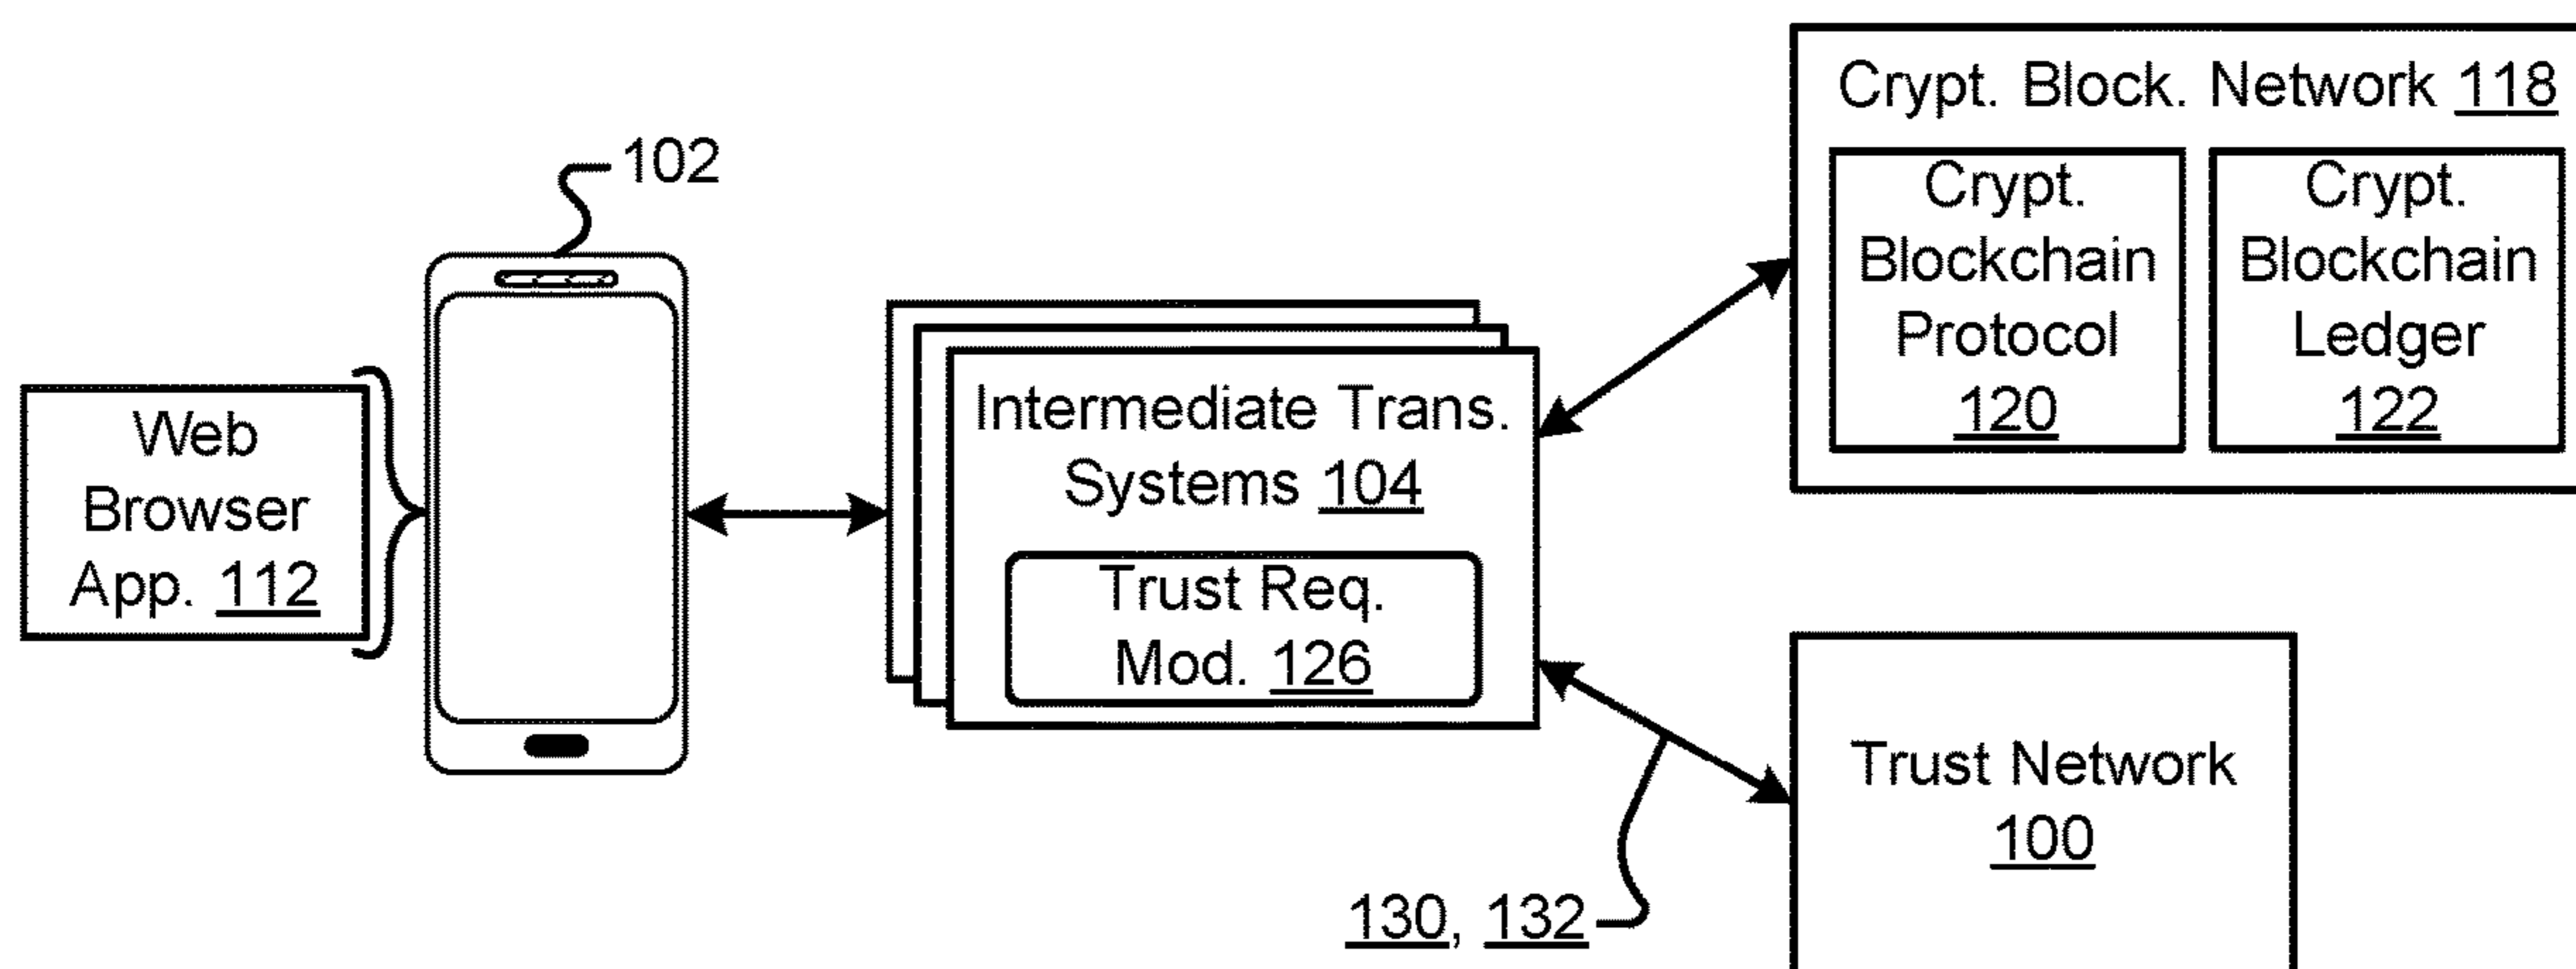 102
Web
Browser
App. 112
Intermediate Trans.
Systems 104
Trust Req.
Mod. 126
Crypt. Block. Network 118
Crypt.
Blockchain
Protocol
120
Crypt.
Blockchain
Ledger
122
Trust Network
100
130, 132